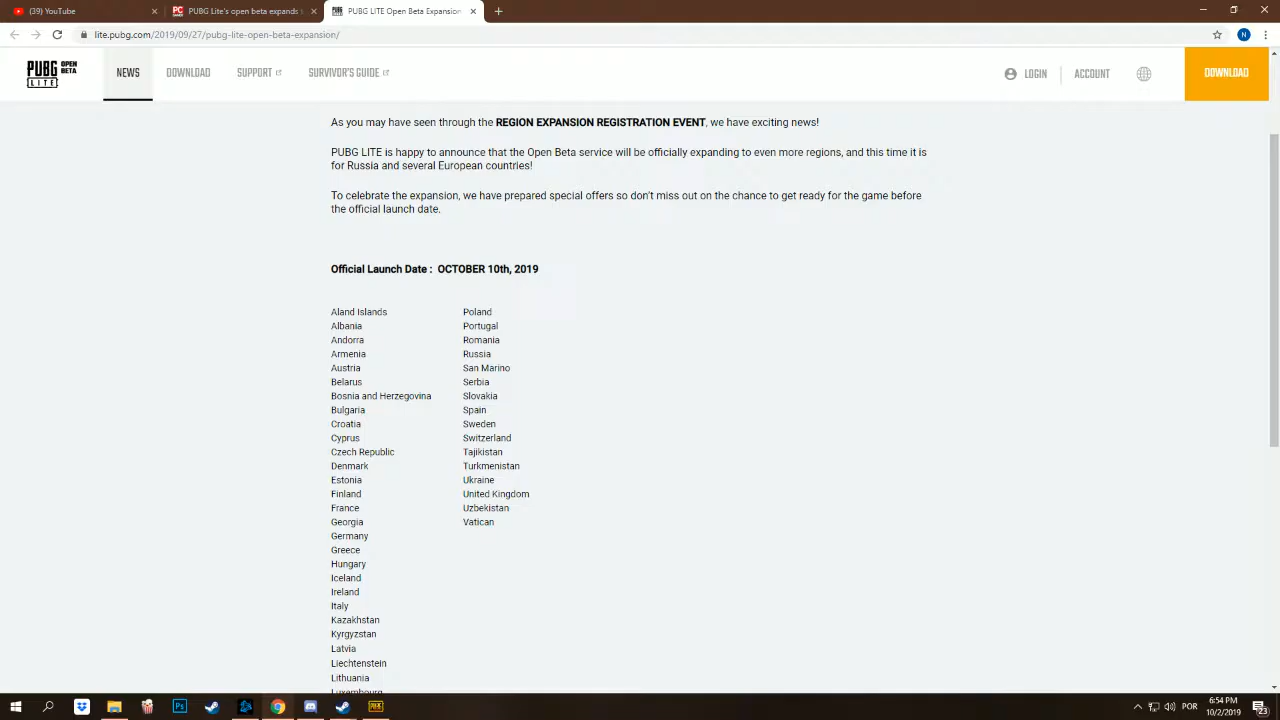 (39) YouTube
PUBG Lite's open beta expands t
PUBG LITE Open Beta Expansion
lite.pubg.com/2019/09/27/pubg-lite-open-beta-expansion/
N
PUBG OPEN BETA
LITE
NEWS
DOWNLOAD
SUPPORT
SURVIVOR'S GUIDE
LOGIN
ACCOUNT
DOWNLOAD
As you may have seen through the REGION EXPANSION REGISTRATION EVENT, we have exciting news!
PUBG LITE is happy to announce that the Open Beta service will be officially expanding to even more regions, and this time it is
for Russia and several European countries!
To celebrate the expansion, we have prepared special offers so don't miss out on the chance to get ready for the game before
the official launch date.
Official Launch Date : OCTOBER 10th, 2019
Aland Islands
Albania
Andorra
Armenia
Austria
Belarus
Bosnia and Herzegovina
Bulgaria
Croatia
Cyprus
Czech Republic
Denmark
Estonia
Finland
France
Georgia
Germany
Greece
Hungary
Iceland
Ireland
Italy
Kazakhstan
Kyrgyzstan
Latvia
Liechtenstein
Lithuania
Luxembourg
Poland
Portugal
Romania
Russia
San Marino
Serbia
Slovakia
Spain
Sweden
Switzerland
Tajikistan
Turkmenistan
Ukraine
United Kingdom
Uzbekistan
Vatican
Ps
POR
6:54 PM
10/2/2019
23